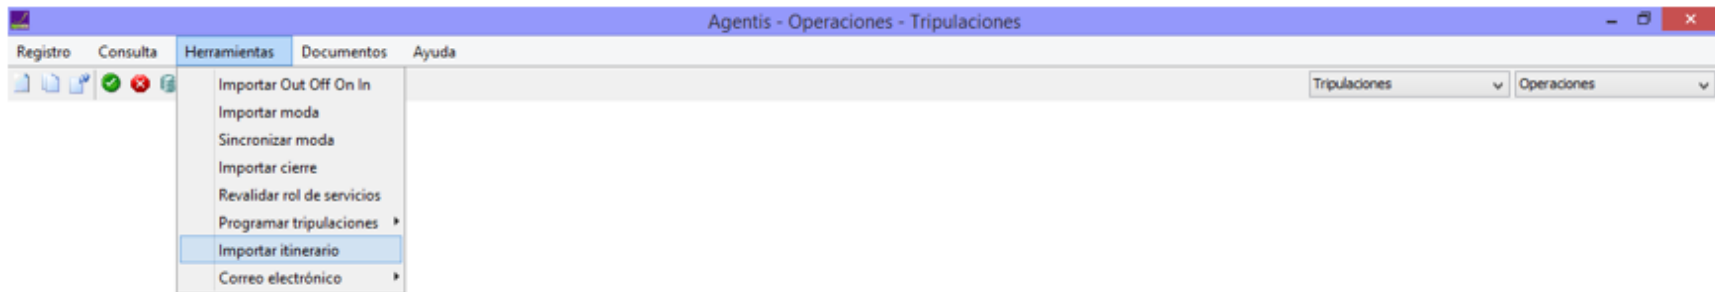 Agentis - Operaciones - Tripulaciones
Registro Consulta Herramientas Documentos Ayuda
Tripulaciones Operaciones
Importar Out Off On In
Importar moda
Sincronizar moda
Importar cierre
Revalidar rol de servicios
Programar tripulaciones
Importar itinerario
Correo electrónico